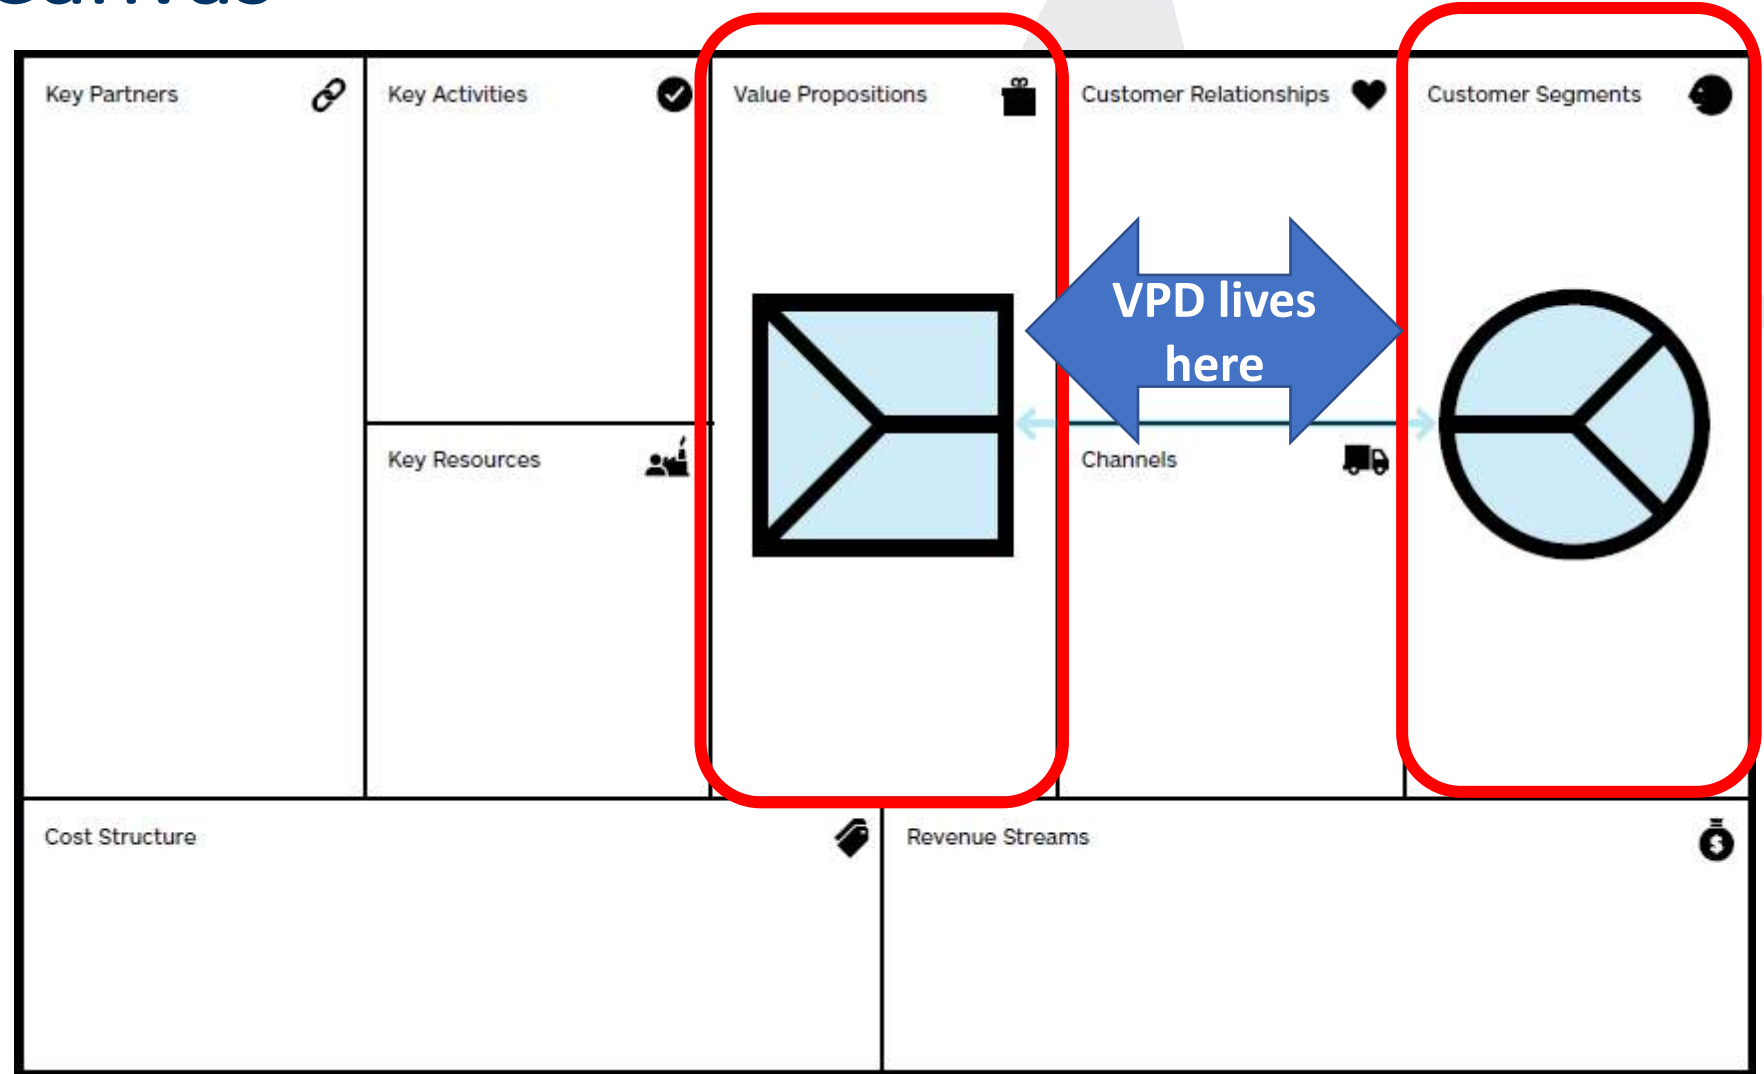 Key Partners
Key Activities
Value Propositions
Customer Relationships
Customer Segments
VPD lives
here
Key Resources
Channels
Cost Structure
Revenue Streams